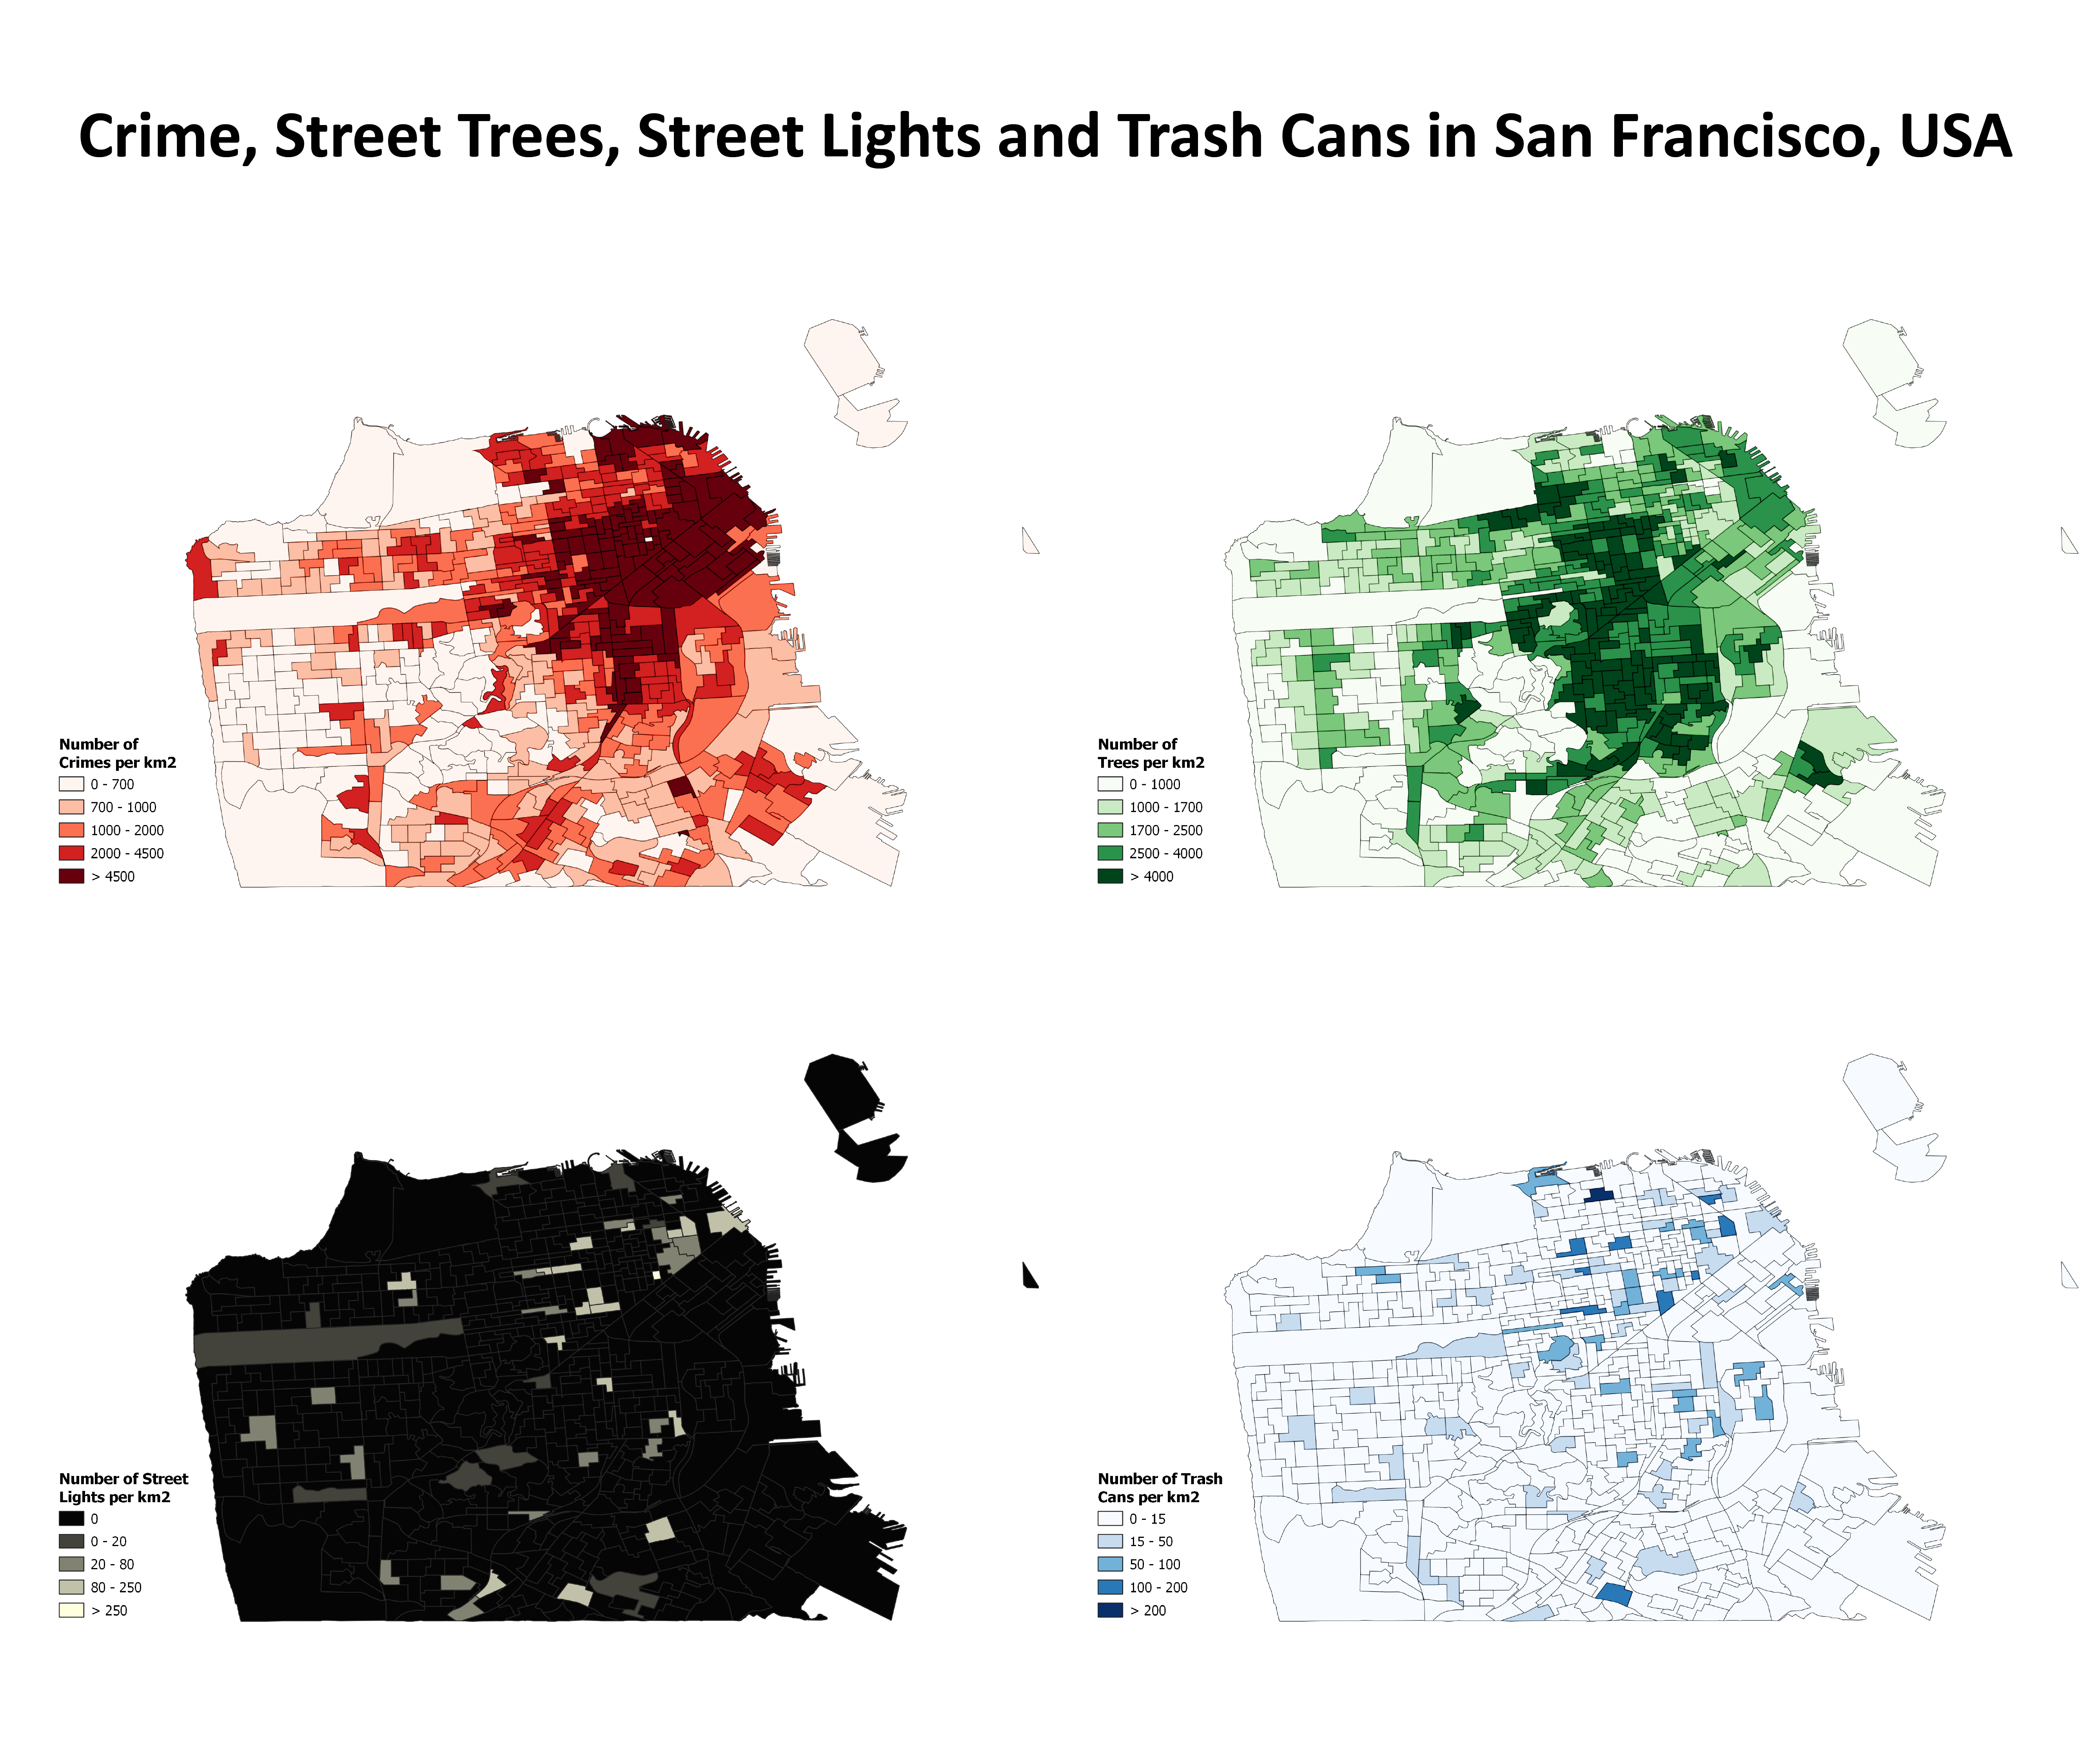 Crime, Street Trees, Street Lights and Trash Cans in San Francisco, USA
Number of
Crimes per km2
0 - 700
700 - 1000
1000 - 2000
2000 - 4500
> 4500
Number of
Trees per km2
0 - 1000
1000 - 1700
1700 - 2500
2500 - 4000
> 4000
Number of Street
Lights per km2
0
0 - 20
20 - 80
80 - 250
> 250
Number of Trash
Cans per km2
0 - 15
15 - 50
50 - 100
100 - 200
> 200